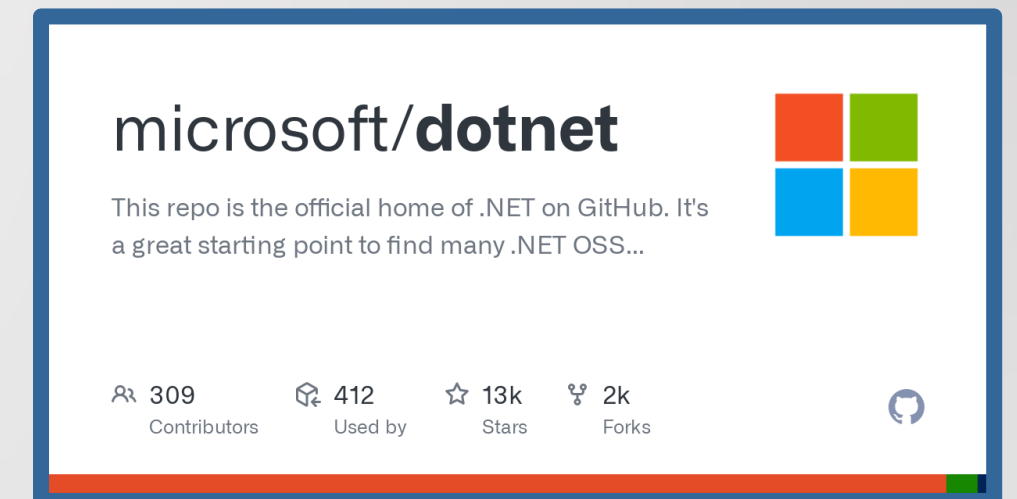 microsoft/dotnet
This repo is the official home of .NET on GitHub. It's
a great starting point to find many .NET OSS...
309 412 13k 2k
Contributors Used by Stars Forks